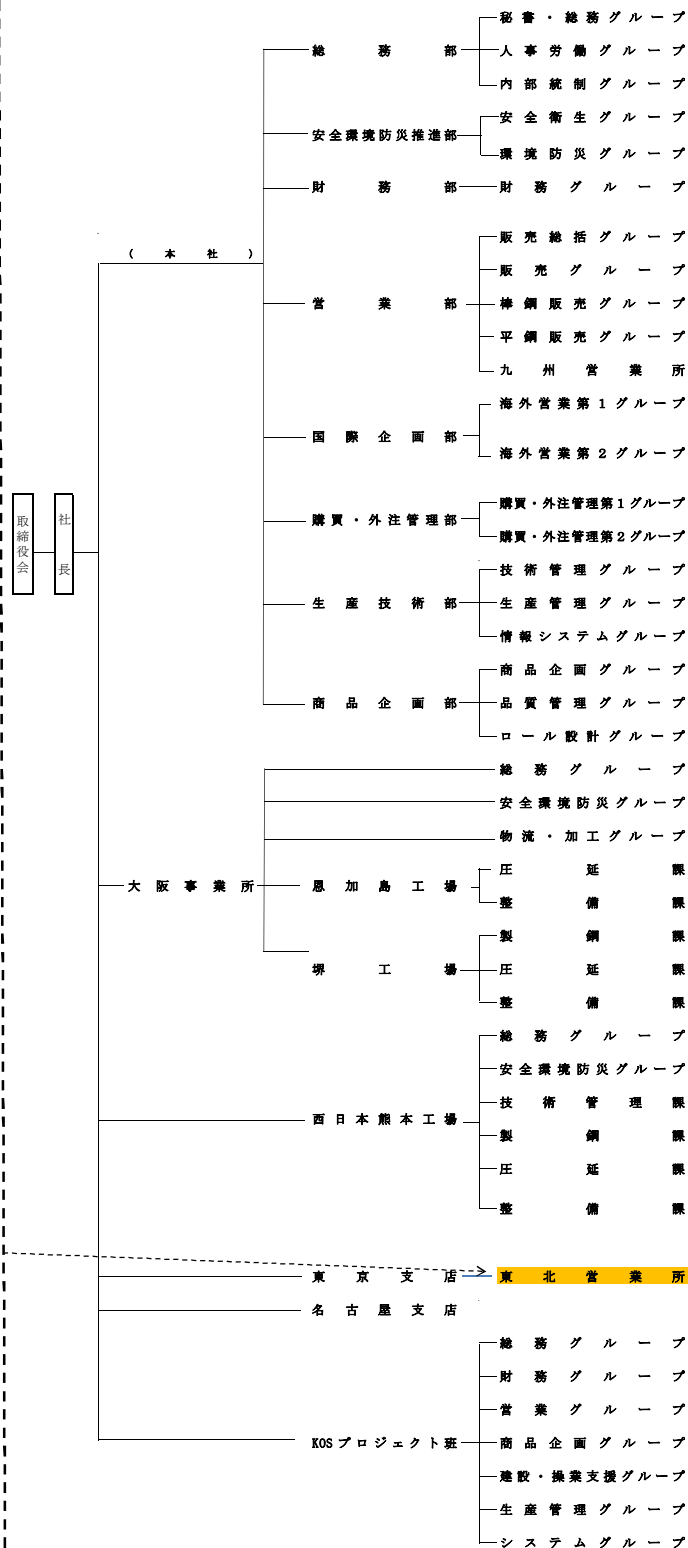 秘書・総務グループ
総務部
人事労働グループ
内部統制グループ
安全衛生グループ
安全環境防災推進部
環境防災グループ
財務部
財務グループ
販売総括グループ
(本社)
販売グループ
営業部
棒鋼販売グループ
平鋼販売グループ
九州営業所
海外営業第1グループ
国際企画部
海外営業第2グループ
取締役会
社長
購買・外注管理第1グループ
購買・外注管理部
購買・外注管理第2グループ
技術管理グループ
生産技術部
生産管理グループ
情報システムグループ
商品企画グループ
商品企画部
品質管理グループ
ロール設計グループ
総務グループ
安全環境防災グループ
物流・加工グループ
大阪事業所
恩加島工場
圧延課
整備課
製鋼課
堺工場
圧延課
整備課
総務グループ
安全環境防災グループ
技術管理課
西日本熊本工場
製鋼課
圧延課
整備課
東京支店
東北営業所
名古屋支店
総務グループ
財務グループ
営業グループ
KOSプロジェクト班
商品企画グループ
建設・操業支援グループ
生産管理グループ
システムグループ